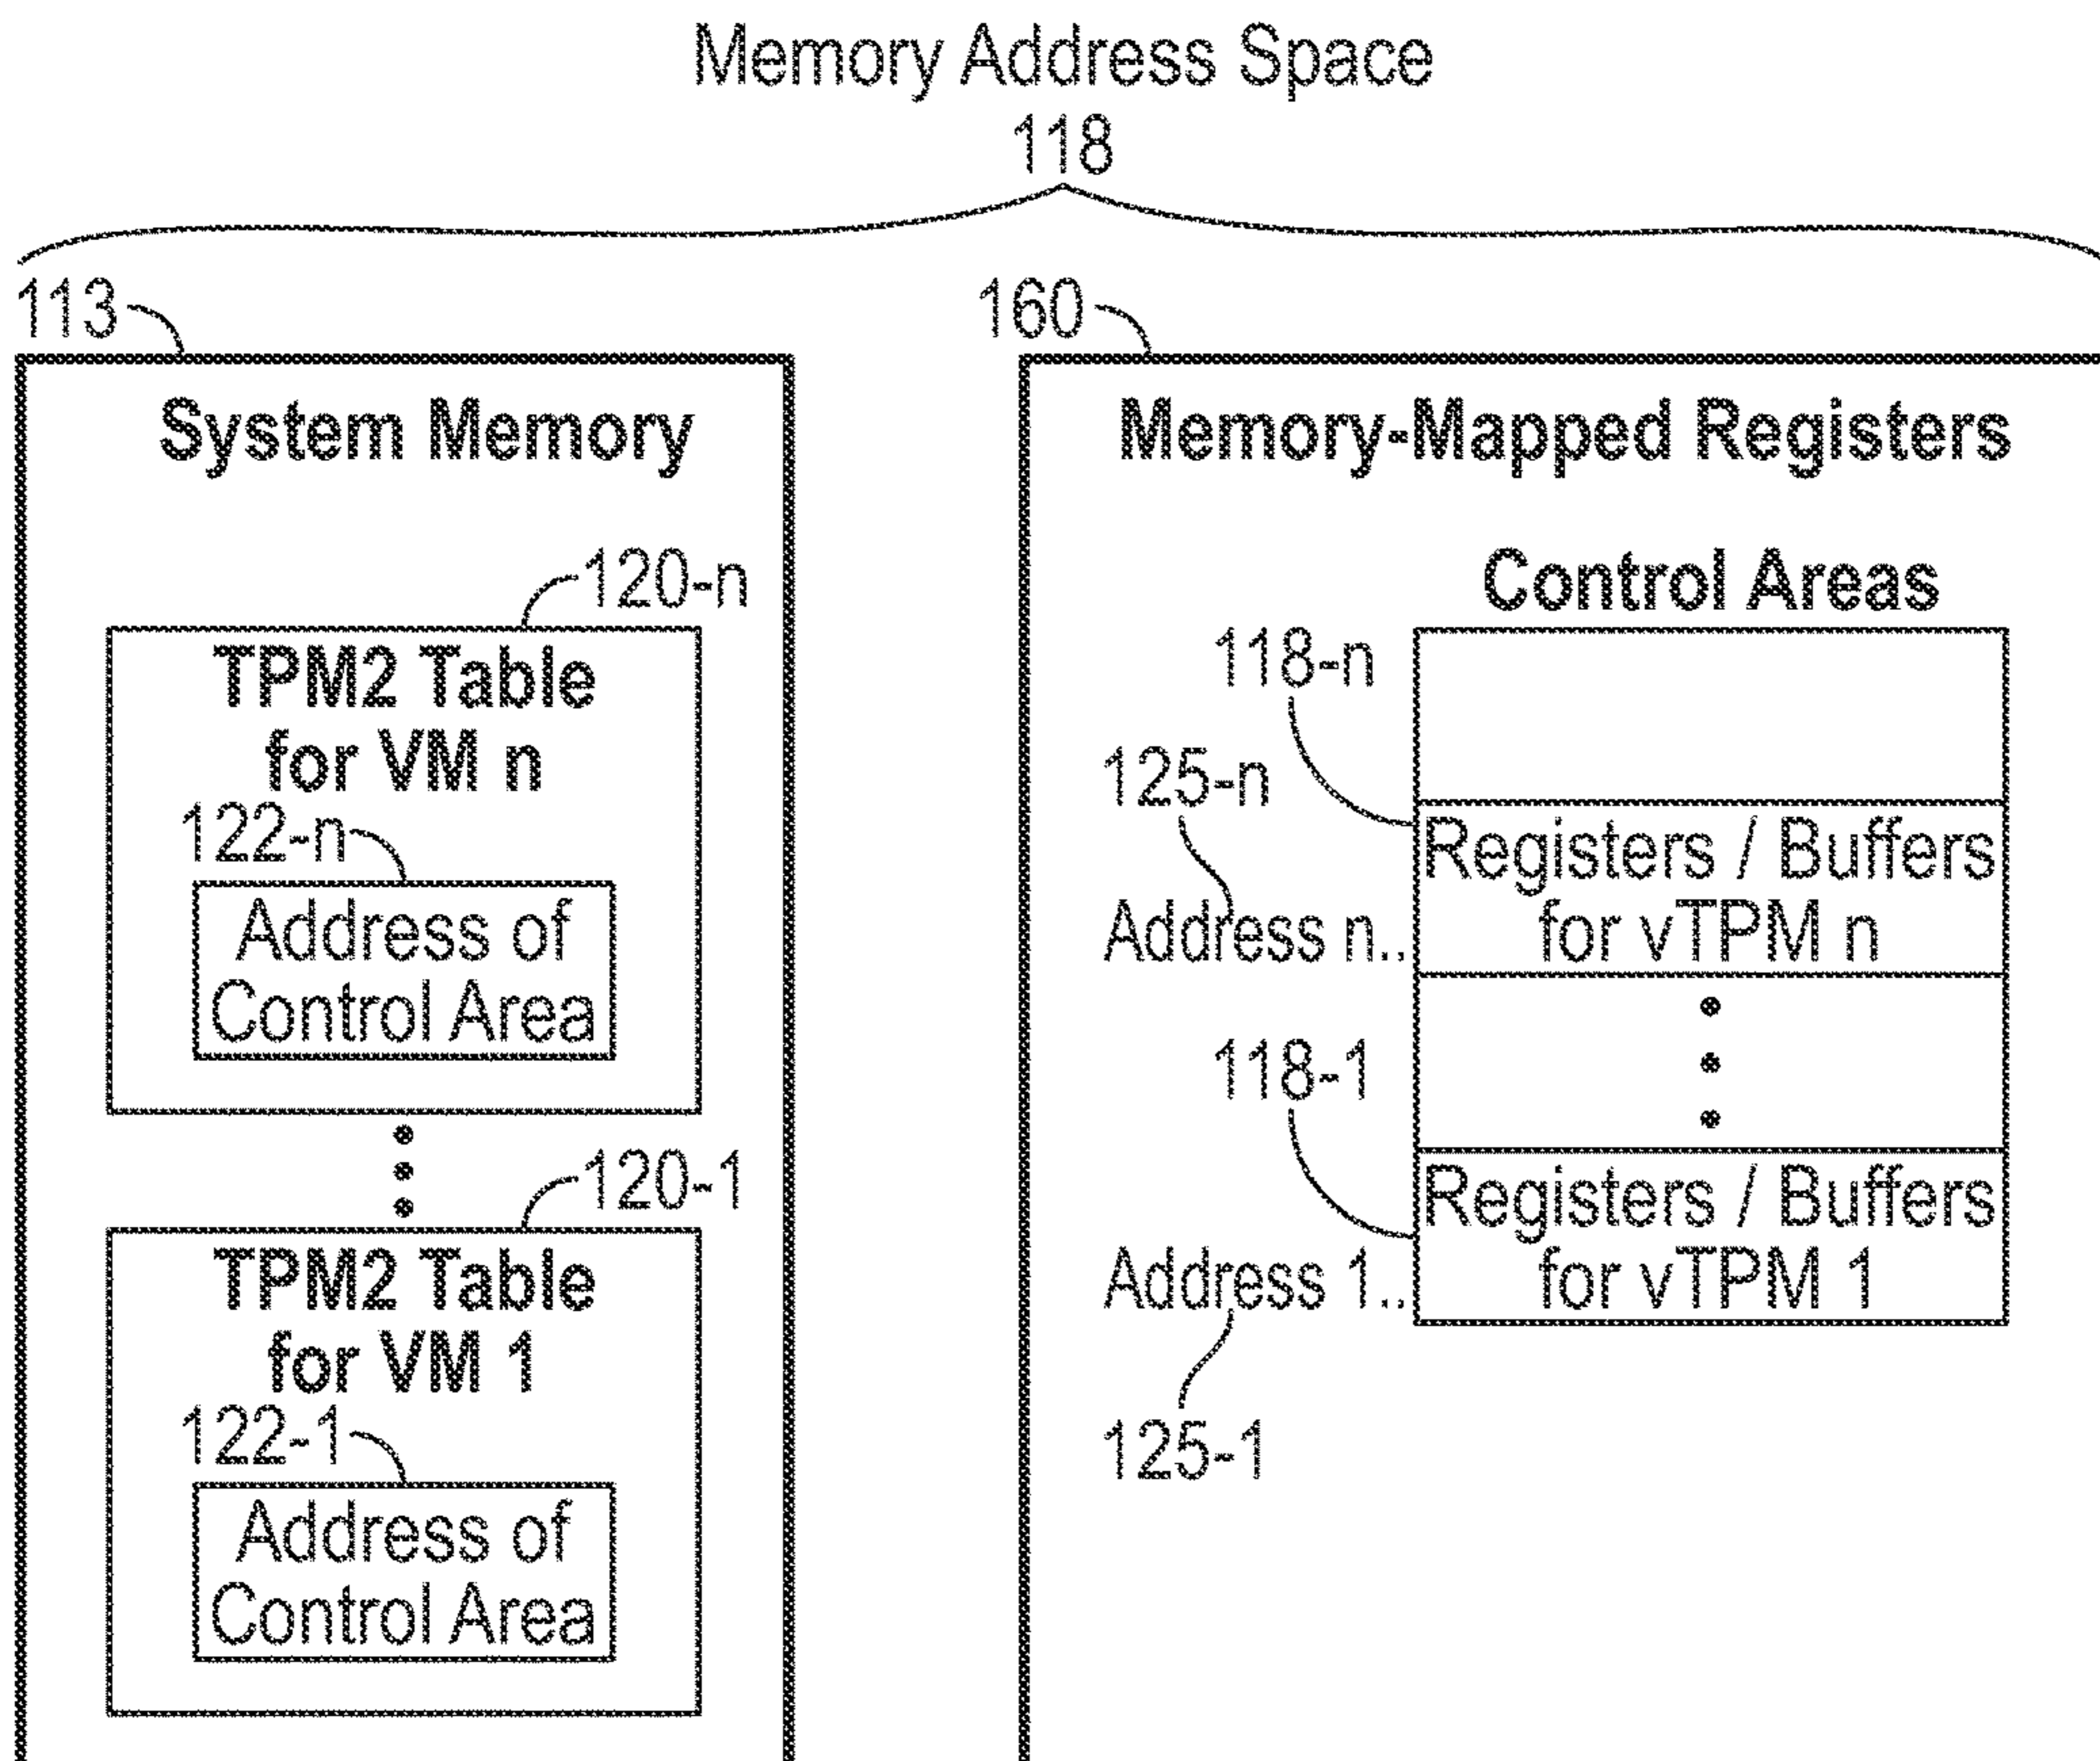 Memory Address Space
118
113
System Memory
120-n
TPM2 Table
for VM n
122-n
Address of
Control Area
120-1
TPM2 Table
for VM 1
122-1
Address of
Control Area
160
Memory-Mapped Registers
Control Areas
118-n
125-n
Address n..
Registers / Buffers
for vTPM n
118-1
Address 1..
Registers / Buffers
for vTPM 1
125-1